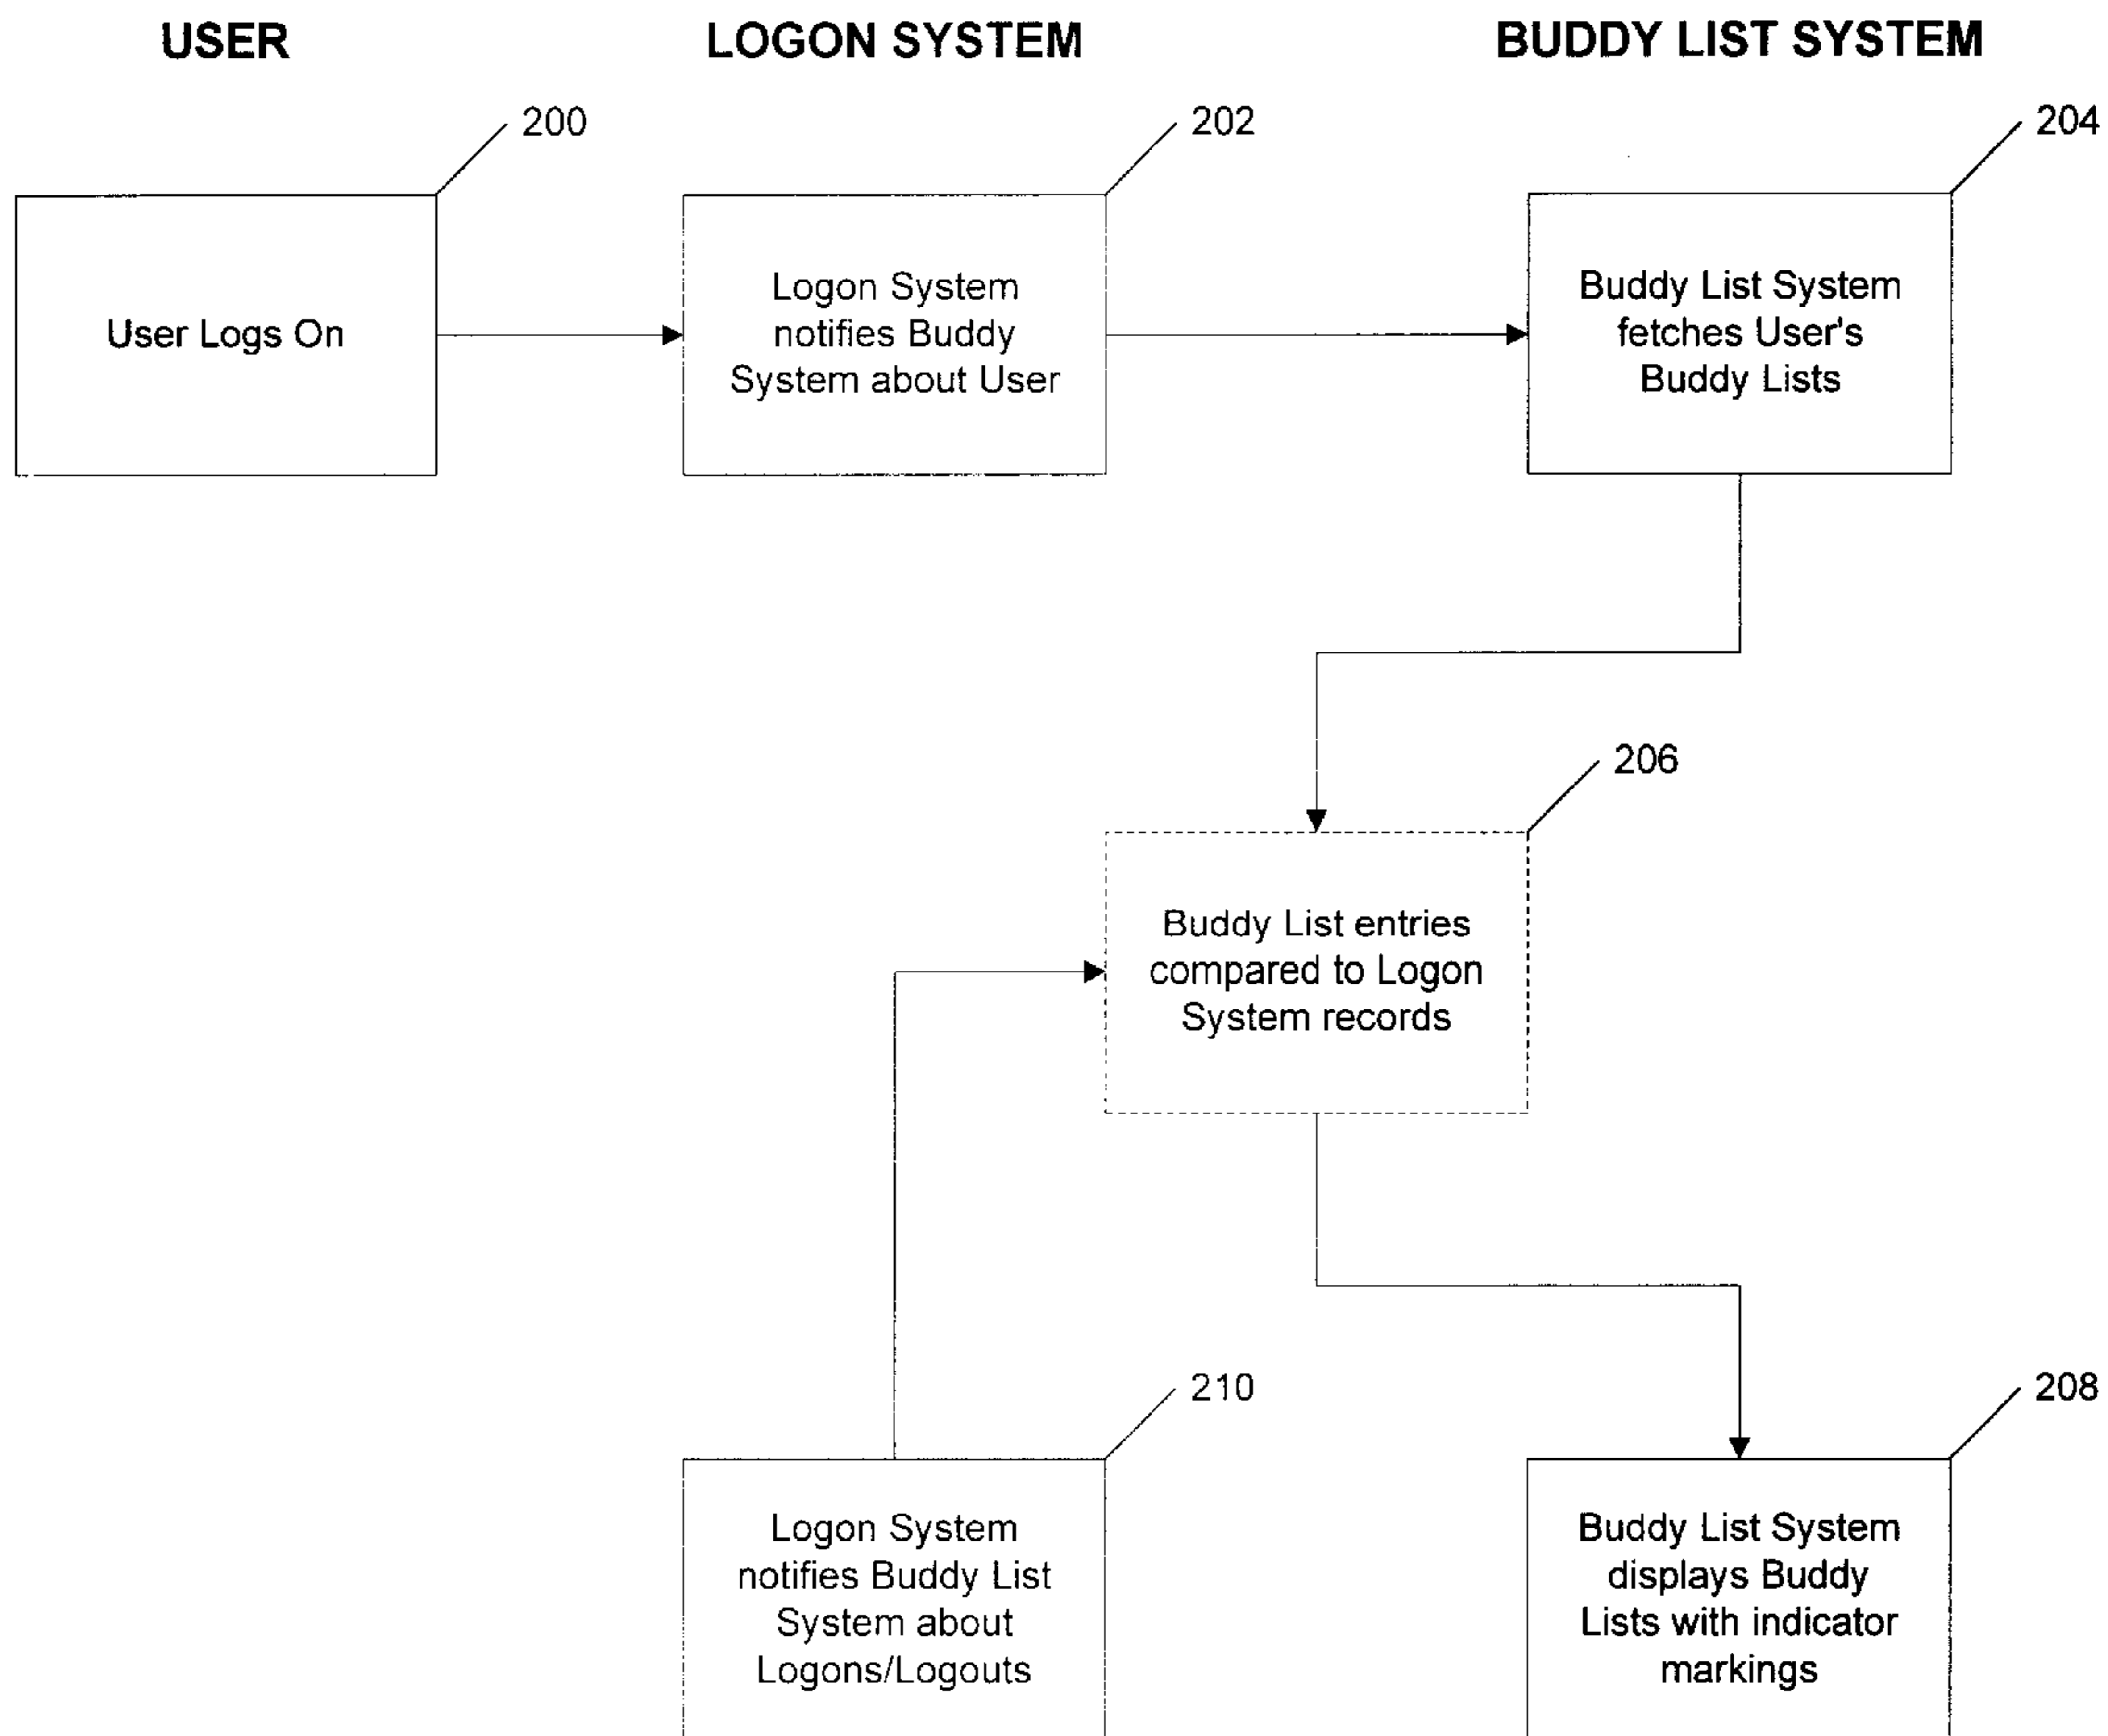 USER
LOGON SYSTEM
BUDDY LIST SYSTEM
200
202
204
User Logs On
Logon System
notifies Buddy
System about User
Buddy List System
fetches User's
Buddy Lists
206
Buddy List entries
compared to Logon
System records
210
208
Logon System
notifies Buddy List
System about
Logons/Logouts
Buddy List System
displays Buddy
Lists with indicator
markings